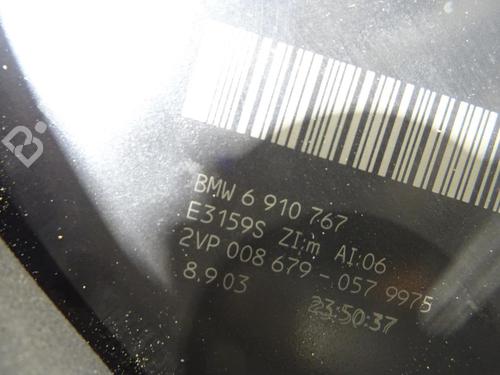 BMW 6 910 767
E3159S ZI:m AI:06
2VP 008 679 - 057 9975
8.9.03 23:50:37